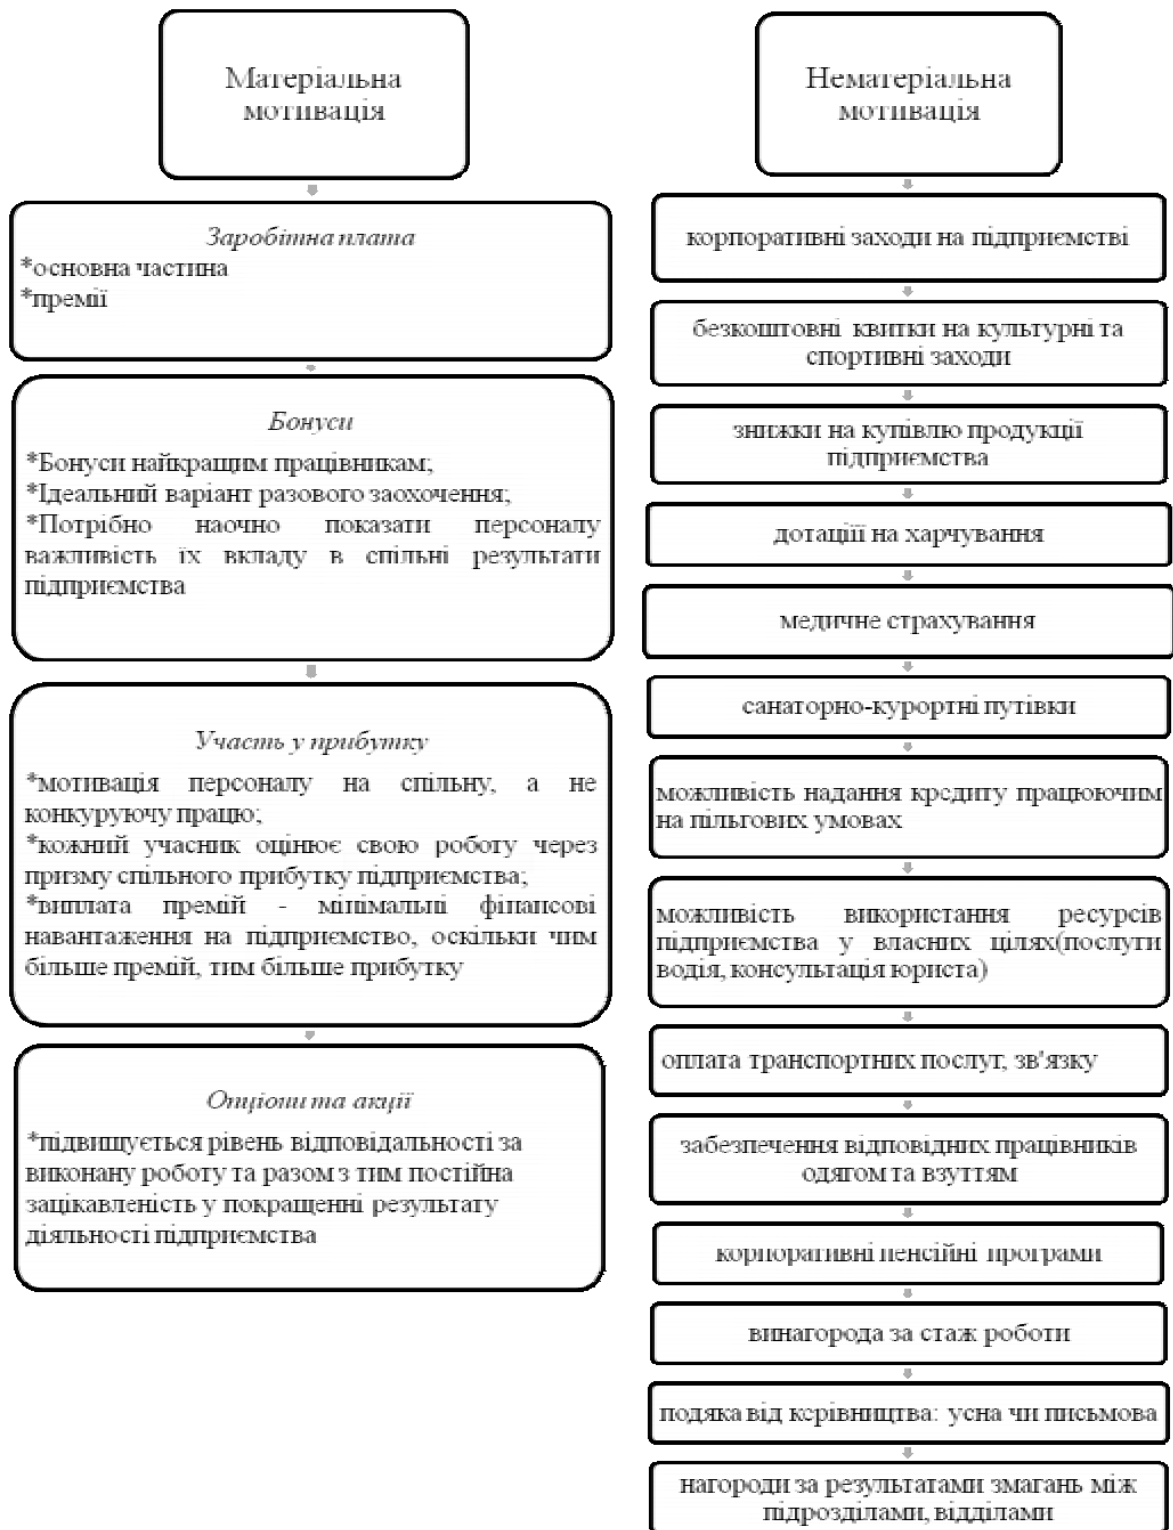 Матеріальна
мотивація
Заробітна плата
*основна частина
*премії
Бонуси
*Бонуси найкращим працівникам;
*Ідеальний варіант разового заохочення;
*Потрібно наочно показати персоналу
важливість їх вкладу в спільні результати
підприємства
Участь у прибутку
*мотивація персоналу на спільну, а не
конкуруючу працю;
*кожний учасник оцінює свою роботу через
призму спільного прибутку підприємства;
*виплата премій - мінімальні фінансові
навантаження на підприємство, оскільки чим
більше премій, тим більше прибутку
Опціони та акції
*підвищується рівень відповідальності за
виконану роботу та разом з тим постійна
зацікавленість у покращенні результату
діяльності підприємства
Нематеріальна
мотивація
корпоративні заходи на підприємстві
безкоштовні квитки на культурні та
спортивні заходи
знижки на купівлю продукції
підприємства
дотаціїї на харчування
медичне страхування
санаторно-курортні путівки
можливість надання кредиту працюючим
на пільгових умовах
можливість використання ресурсів
підприємства у власних цілях(послуги
водія, консультація юриста)
оплата транспортних послуг, зв'язку
забезпечення відповідних працівників
одягом та взуттям
корпоративні пенсійні програми
винагорода за стаж роботи
подяка від керівництва: усна чи письмова
нагороди за результатами змагань між
підрозділами, відділами